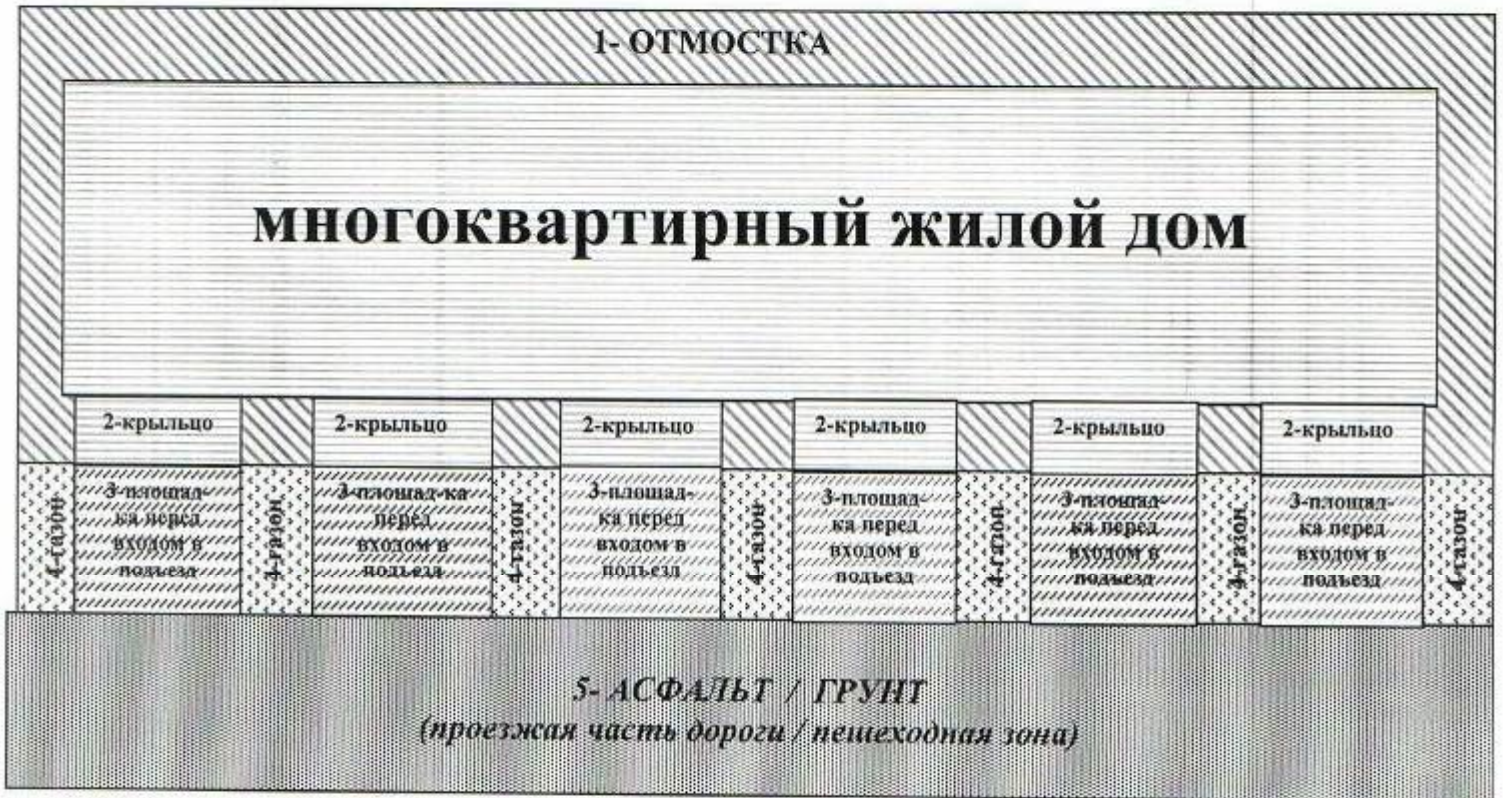 1- ОТМОСТКА
многоквартирный жилой дом
2-крыльцо
2-крыльцо
2-крыльцо
2-крыльцо
2-крыльцо
2-крыльцо
4-газон
3-площад-
ка перед
входом в
подъезд
4-газон
3-площад-ка
перед
входом в
подъезд
4-газон
3-площад-
ка перед
входом в
подъезд
4-газон
3-площад-
ка перед
входом в
подъезд
4-газон
3-площад-
ка перед
входом в
подъезд
4-газон
3-площад-
ка перед
входом в
подъезд
4-газон
5- АСФАЛЬТ / ГРУНТ
(проезжая часть дороги / пешеходная зона)